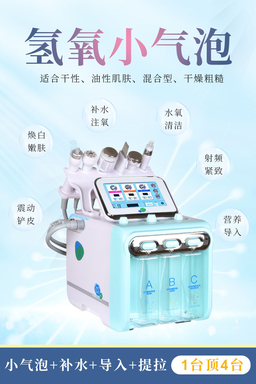 氢氧小气泡
适合干性、油性肌肤、混合型、干燥粗糙
补水
注氧
水氧
清洁
焕白
嫩肤
射频
紧致
震动
铲皮
营养
导入
A
B
C
小气泡+补水+导入+提拉
1台顶4台